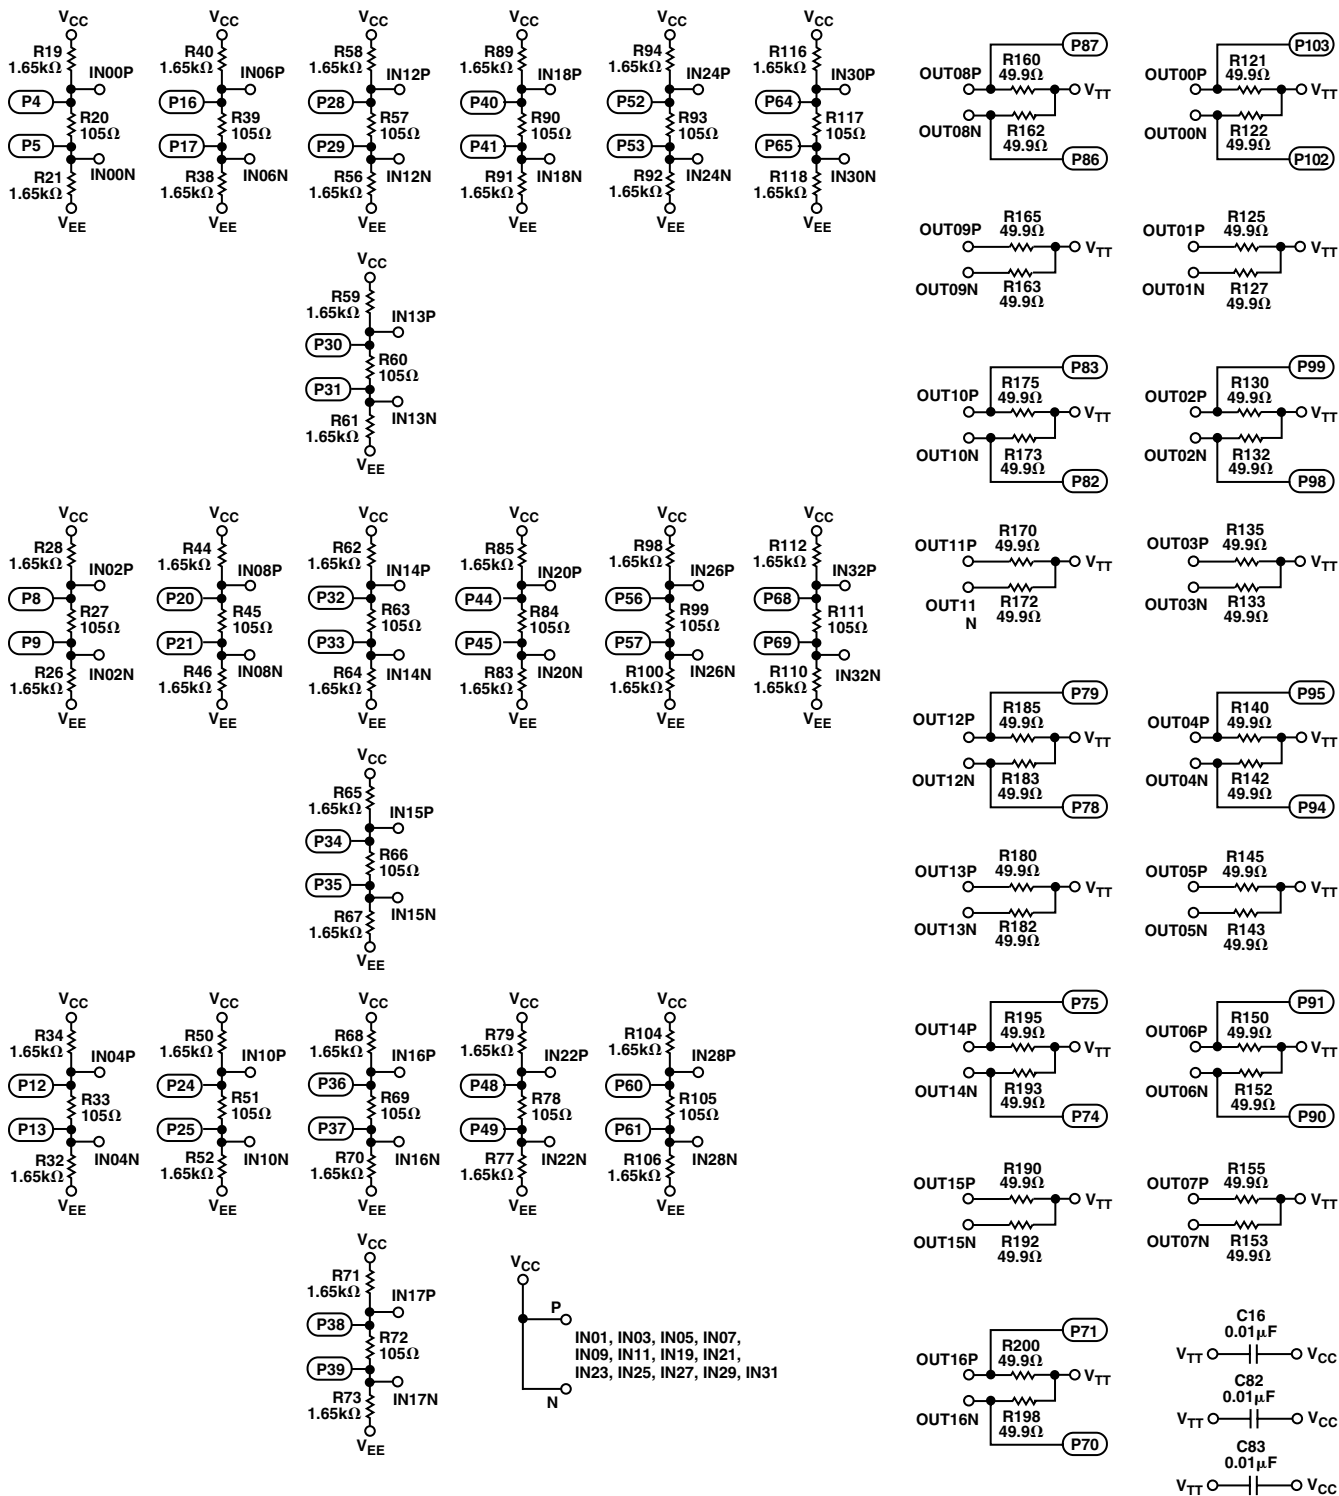 VCC
R19
1.65kΩ
IN00P
P4
R20
105Ω
P5
IN00N
R21
1.65kΩ
VEE
VCC
R40
1.65kΩ
IN06P
P16
R39
105Ω
P17
IN06N
R38
1.65kΩ
VEE
VCC
R58
1.65kΩ
IN12P
P28
R57
105Ω
P29
IN12N
R56
1.65kΩ
VEE
VCC
R89
1.65kΩ
IN18P
P40
R90
105Ω
P41
IN18N
R91
1.65kΩ
VEE
VCC
R94
1.65kΩ
IN24P
P52
R93
105Ω
P53
IN24N
R92
1.65kΩ
VEE
VCC
R116
1.65kΩ
IN30P
P64
R117
105Ω
P65
IN30N
R118
1.65kΩ
VEE
VCC
R59
1.65kΩ
IN13P
P30
R60
105Ω
P31
IN13N
R61
1.65kΩ
VEE
VCC
R28
1.65kΩ
IN02P
P8
R27
105Ω
P9
IN02N
R26
1.65kΩ
VEE
VCC
R44
1.65kΩ
IN08P
P20
R45
105Ω
P21
IN08N
R46
1.65kΩ
VEE
VCC
R62
1.65kΩ
IN14P
P32
R63
105Ω
P33
IN14N
R64
1.65kΩ
VEE
VCC
R85
1.65kΩ
IN20P
P44
R84
105Ω
P45
IN20N
R83
1.65kΩ
VEE
VCC
R98
1.65kΩ
IN26P
P56
R99
105Ω
P57
IN26N
R100
1.65kΩ
VEE
VCC
R112
1.65kΩ
IN32P
P68
R111
105Ω
P69
IN32N
R110
1.65kΩ
VEE
VCC
R65
1.65kΩ
IN15P
P34
R66
105Ω
P35
IN15N
R67
1.65kΩ
VEE
VCC
R34
1.65kΩ
IN04P
P12
R33
105Ω
P13
IN04N
R32
1.65kΩ
VEE
VCC
R50
1.65kΩ
IN10P
P24
R51
105Ω
P25
IN10N
R52
1.65kΩ
VEE
VCC
R68
1.65kΩ
IN16P
P36
R69
105Ω
P37
IN16N
R70
1.65kΩ
VEE
VCC
R79
1.65kΩ
IN22P
P48
R78
105Ω
P49
IN22N
R77
1.65kΩ
VEE
VCC
R104
1.65kΩ
IN28P
P60
R105
105Ω
P61
IN28N
R106
1.65kΩ
VEE
VCC
R71
1.65kΩ
IN17P
P38
R72
105Ω
P39
IN17N
R73
1.65kΩ
VEE
VCC
P
IN01, IN03, IN05, IN07,
IN09, IN11, IN19, IN21,
IN23, IN25, IN27, IN29, IN31
N
P87
R160
49.9Ω
OUT08P
VTT
OUT08N
R162
49.9Ω
P86
OUT09P
R165
49.9Ω
VTT
OUT09N
R163
49.9Ω
P83
R175
49.9Ω
OUT10P
VTT
OUT10N
R173
49.9Ω
P82
OUT11P
R170
49.9Ω
VTT
OUT11
N
R172
49.9Ω
P79
R185
49.9Ω
OUT12P
VTT
OUT12N
R183
49.9Ω
P78
OUT13P
R180
49.9Ω
VTT
OUT13N
R182
49.9Ω
P75
R195
49.9Ω
OUT14P
VTT
OUT14N
R193
49.9Ω
P74
OUT15P
R190
49.9Ω
VTT
OUT15N
R192
49.9Ω
P71
R200
49.9Ω
OUT16P
VTT
OUT16N
R198
49.9Ω
P70
P103
R121
49.9Ω
OUT00P
VTT
OUT00N
R122
49.9Ω
P102
OUT01P
R125
49.9Ω
VTT
OUT01N
R127
49.9Ω
P99
R130
49.9Ω
OUT02P
VTT
OUT02N
R132
49.9Ω
P98
OUT03P
R135
49.9Ω
VTT
OUT03N
R133
49.9Ω
P95
R140
49.9Ω
OUT04P
VTT
OUT04N
R142
49.9Ω
P94
OUT05P
R145
49.9Ω
VTT
OUT05N
R143
49.9Ω
P91
R150
49.9Ω
OUT06P
VTT
OUT06N
R152
49.9Ω
P90
OUT07P
R155
49.9Ω
VTT
OUT07N
R153
49.9Ω
C16
0.01μF
VTT
VCC
C82
0.01μF
VTT
VCC
C83
0.01μF
VTT
VCC